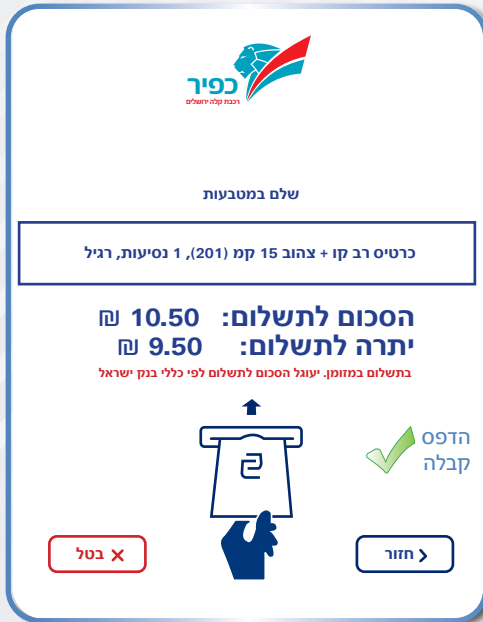 כפיר
רכבת קלה ירושלים
שלם במטבעות
כרטיס רב קו + צהוב 15 קמ (201), 1 נסיעות, רגיל
הסכום לתשלום: 10.50 ₪
יתרה לתשלום: 9.50 ₪
בתשלום במזומן. יעוגל הסכום לתשלום לפי כללי בנק ישראל
הדפס
קבלה
חזור
בטל